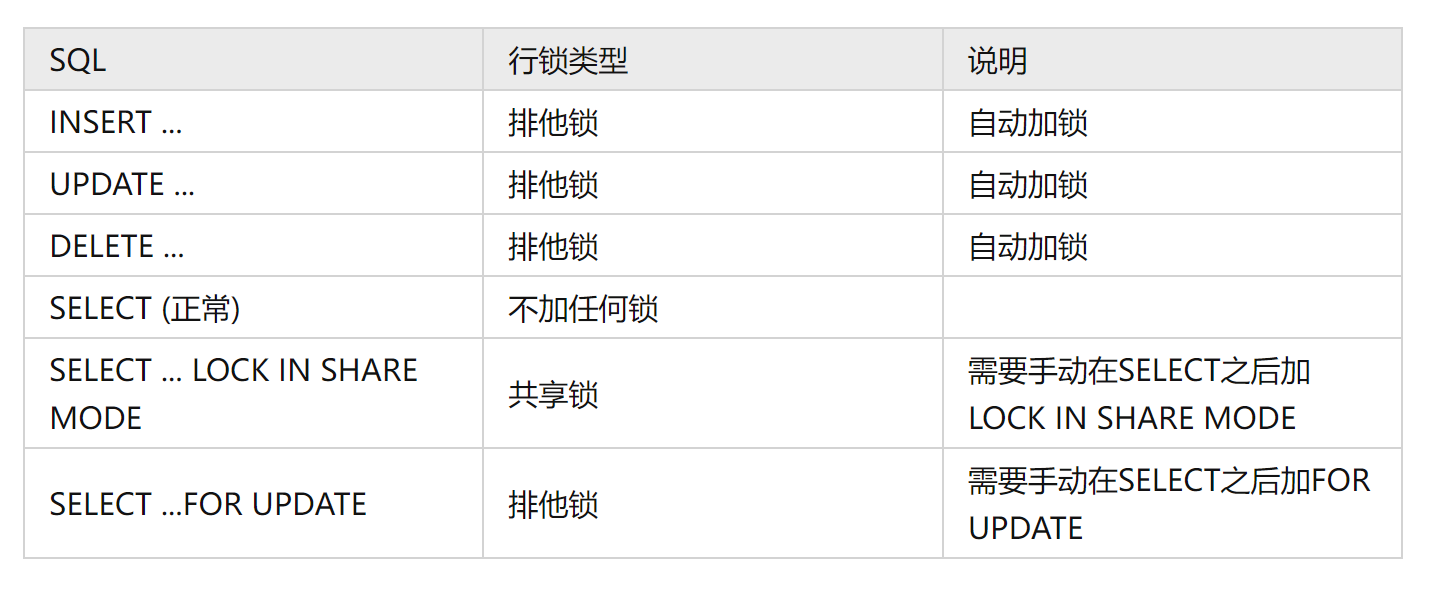 SQL 行锁类型 说明
INSERT ... 排他锁 自动加锁
UPDATE ... 排他锁 自动加锁
DELETE ... 排他锁 自动加锁
SELECT (正常) 不加任何锁
SELECT ... LOCK IN SHARE
MODE
共享锁
需要手动在SELECT之后加
LOCK IN SHARE MODE
SELECT ...FOR UPDATE
排他锁
需要手动在SELECT之后加FOR
UPDATE